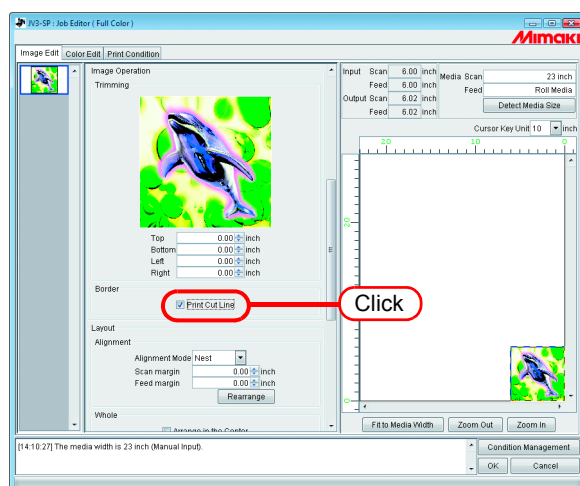 JV3-SP : Job Editor ( Full Color )
Mimaki
Image Edit Color Edit Print Condition
Image Operation
Trimming
Top 0.00 inch
Bottom 0.00 inch
Left 0.00 inch
Right 0.00 inch
Border
Print Cut Line
Click
Layout
Alignment
Alignment Mode Nest
Scan margin 0.00 inch
Feed margin 0.00 inch
Rearrange
Whole
Arrange in the Center
Input Scan 6.00 inch
Feed 6.00 inch
Output Scan 6.02 inch
Feed 6.02 inch
Media Scan 23 inch
Feed Roll Media
Detect Media Size
Cursor Key Unit 10 inch
20 10 0
20
0
Fit to Media Width Zoom Out Zoom In
[14:10:27] The media width is 23 inch (Manual Input).
Condition Management
OK Cancel